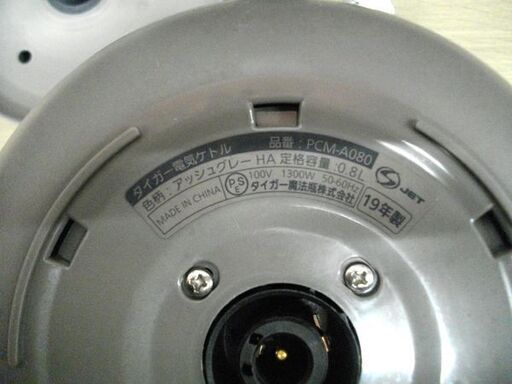 タイガー電気ケトル 品番：PCM-A080
色柄：アッシュグレー HA 定格容量：0.8L
MADE IN CHINA PSE 100V 1300W 50-60Hz
タイガー魔法瓶株式会社 19年製
S JET